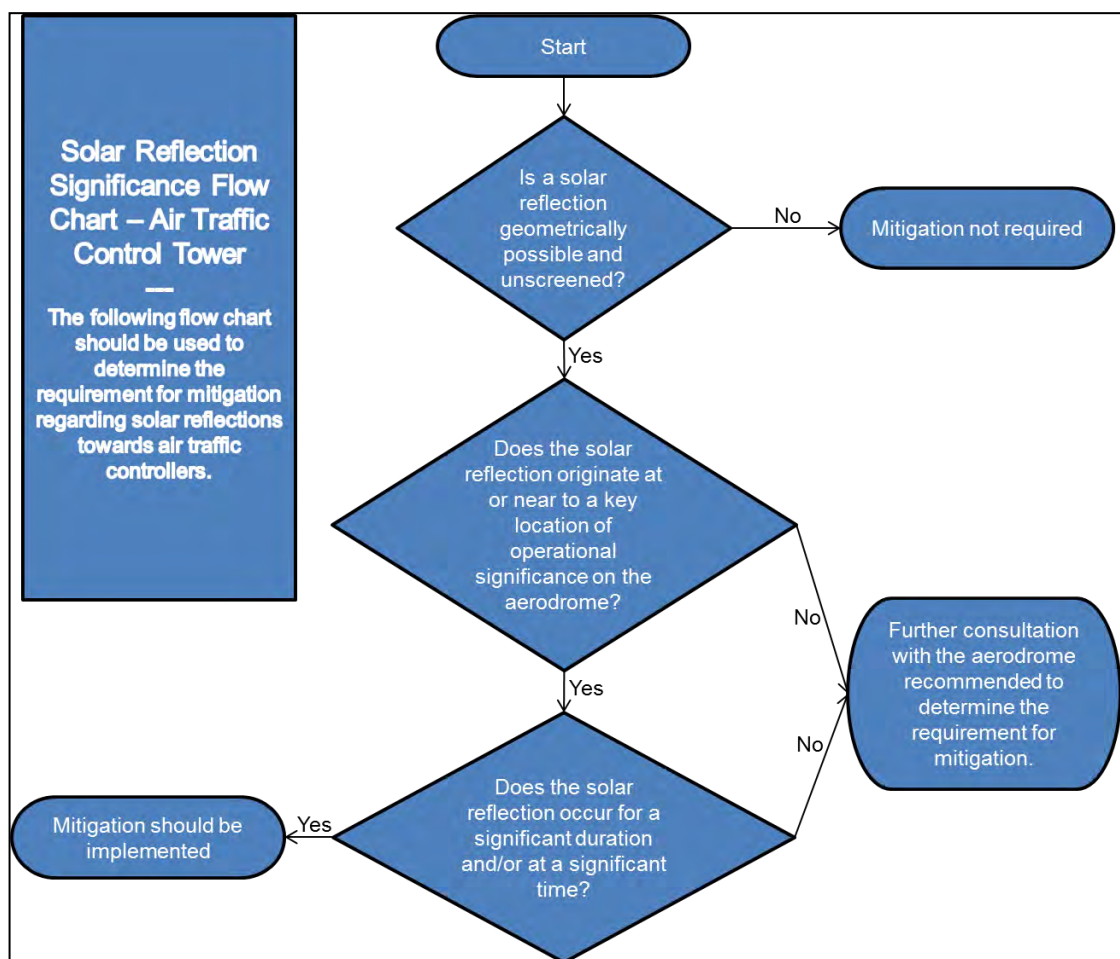 Solar Reflection
Significance Flow
Chart – Air Traffic
Control Tower
---
The following flow chart
should be used to
determine the
requirement for mitigation
regarding solar reflections
towards air traffic
controllers.
Start
Is a solar
reflection
geometrically
possible and
unscreened?
No
Mitigation not required
Yes
Does the solar
reflection originate at
or near to a key
location of
operational
significance on the
aerodrome?
No
Further consultation
with the aerodrome
recommended to
determine the
requirement for
mitigation.
Yes
Does the solar
reflection occur for a
significant duration
and/or at a significant
time?
No
Yes
Mitigation should be
implemented